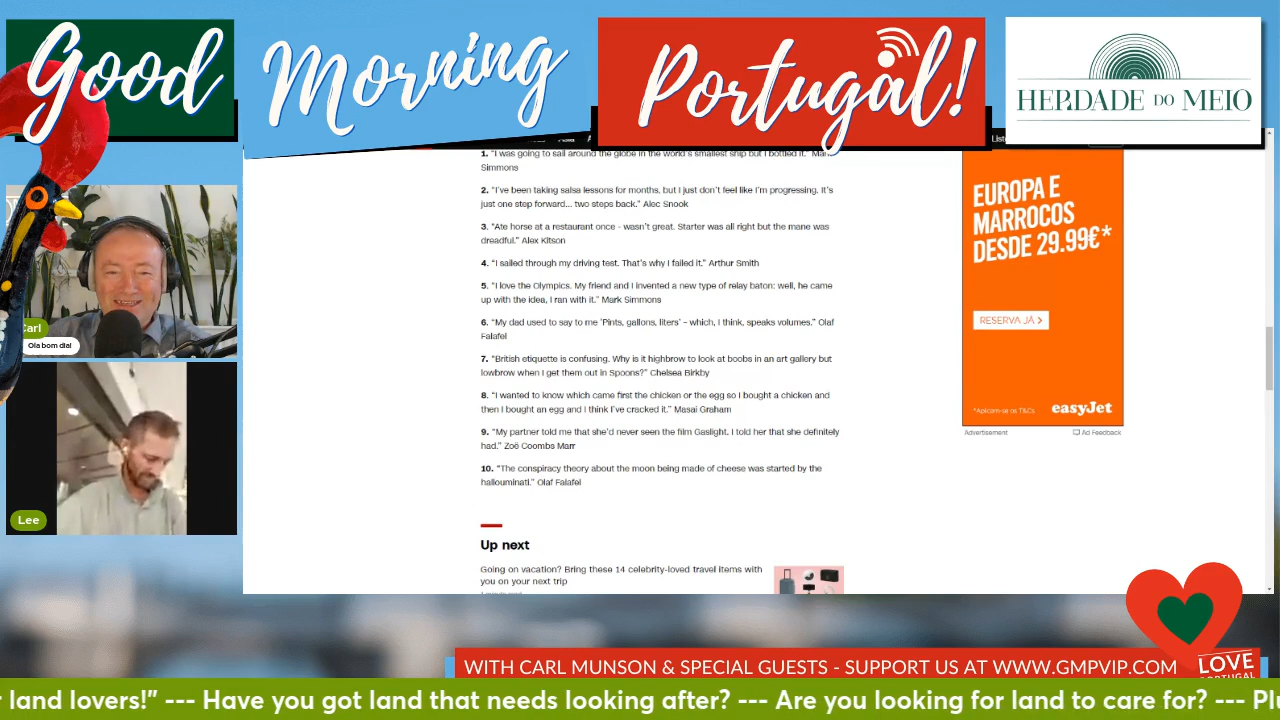 Good Morning Portugal!
HERDADE DO MEIO
1. "I was going to sail around the globe in the world's smallest ship but I bottled it." Mark
Simmons
2. "I've been taking salsa lessons for months, but I just don't feel like I'm progressing. It's
just one step forward... two steps back." Alec Snook
3. "Ate horse at a restaurant once - wasn't great. Starter was all right but the mane was
dreadful." Alex Kitson
4. "I sailed through my driving test. That's why I failed it." Arthur Smith
5. "I love the Olympics. My friend and I invented a new type of relay baton: well, he came
up with the idea, I ran with it." Mark Simmons
6. "My dad used to say to me 'Pints, gallons, liters' - which, I think, speaks volumes." Olaf
Falafel
7. "British etiquette is confusing. Why is it highbrow to look at boobs in an art gallery but
lowbrow when I get them out in Spoons?" Chelsea Birkby
8. "I wanted to know which came first the chicken or the egg so I bought a chicken and
then I bought an egg and I think I've cracked it." Masai Graham
9. "My partner told me that she'd never seen the film Gaslight. I told her that she definitely
had." Zoë Coombs Marr
10. "The conspiracy theory about the moon being made of cheese was started by the
hallouminati." Olaf Falafel
Up next
Going on vacation? Bring these 14 celebrity-loved travel items with
you on your next trip
EUROPA E
MARROCOS
DESDE 29.99€*
RESERVA JÁ >
*Aplicam-se os T&Cs
easyJet
Advertisement
Ad Feedback
Carl
Ola bom dia!
Lee
WITH CARL MUNSON & SPECIAL GUESTS - SUPPORT US AT WWW.GMPVIP.COM
LOVE
PORTUGAL
r land lovers!" --- Have you got land that needs looking after? --- Are you looking for land to care for? --- Pl